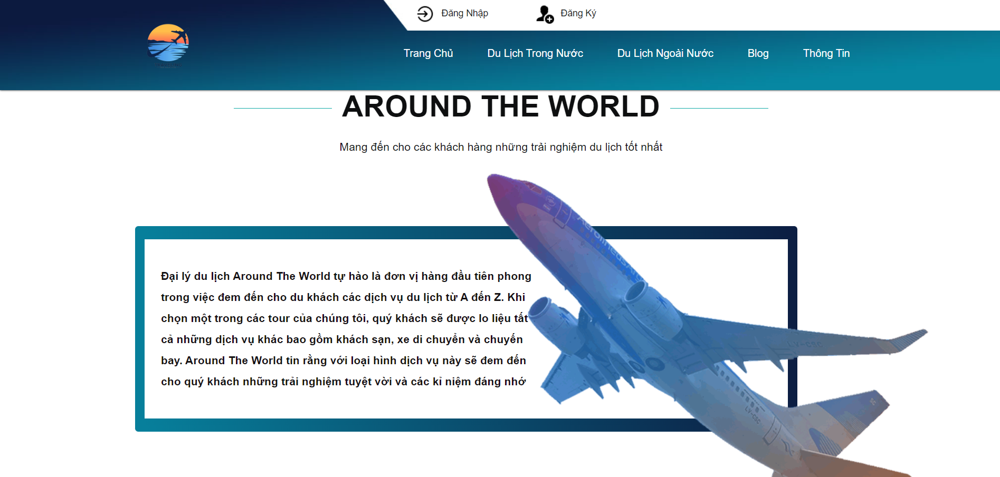 Đăng Nhập
Đăng Ký
Trang Chủ
Du Lịch Trong Nước
Du Lịch Ngoài Nước
Blog
Thông Tin
AROUND THE WORLD
Mang đến cho các khách hàng những trải nghiệm du lịch tốt nhất
Đại lý du lịch Around The World tự hào là đơn vị hàng đầu tiên phong
trong việc đem đến cho du khách các dịch vụ du lịch từ A đến Z. Khi
chọn một trong các tour của chúng tôi, quý khách sẽ được lo liệu tất
cả những dịch vụ khác bao gồm khách sạn, xe di chuyển và chuyến
bay. Around The World tin rằng với loại hình dịch vụ này sẽ đem đến
cho quý khách những trải nghiệm tuyệt vời và các kỉ niệm đáng nhớ
LV-CSC
LV-CSC
SC